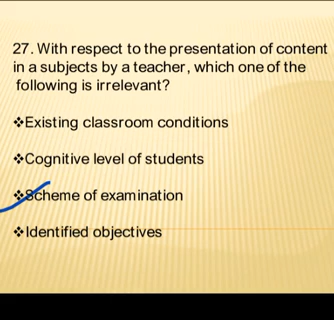 27. With respect to the presentation of content
in a subjects by a teacher, which one of the
following is irrelevant?
❖Existing classroom conditions
❖Cognitive level of students
❖Scheme of examination
❖Identified objectives